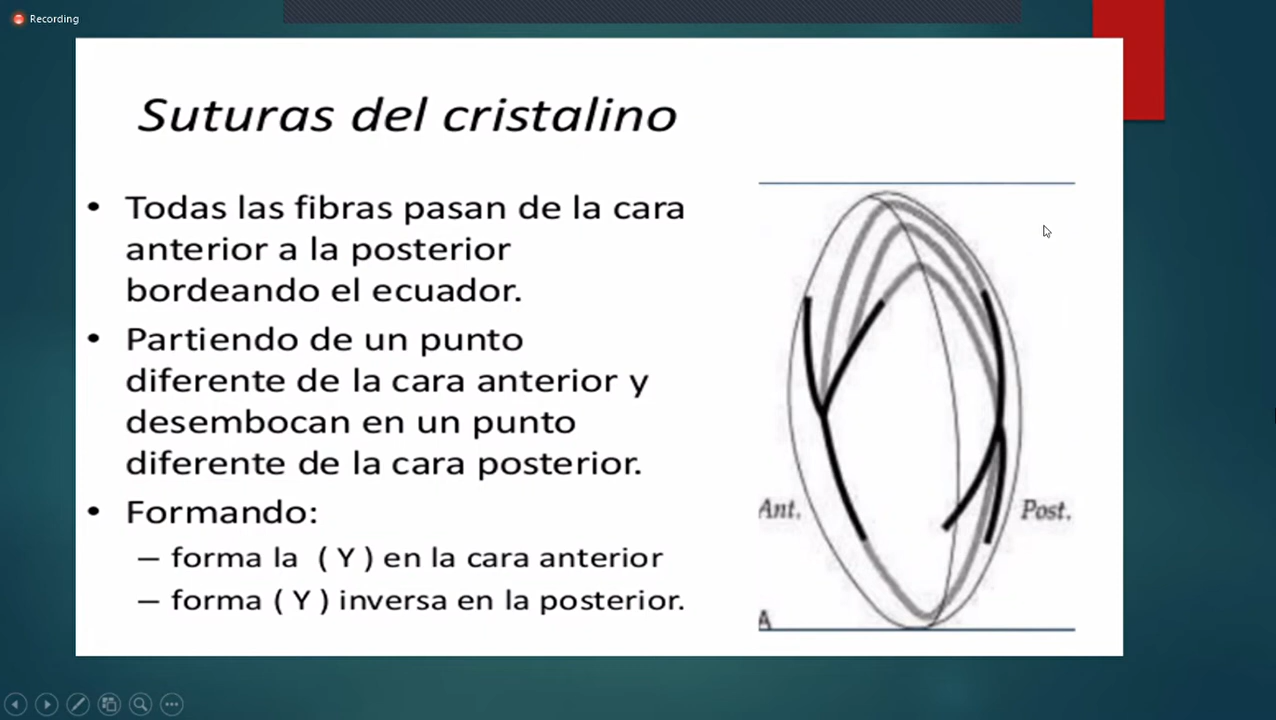 Recording
Suturas del cristalino
• Todas las fibras pasan de la cara
anterior a la posterior
bordeando el ecuador.
• Partiendo de un punto
diferente de la cara anterior y
desembocan en un punto
diferente de la cara posterior.
• Formando:
– forma la ( Y ) en la cara anterior
– forma ( Y ) inversa en la posterior.
Ant.
Post.
A